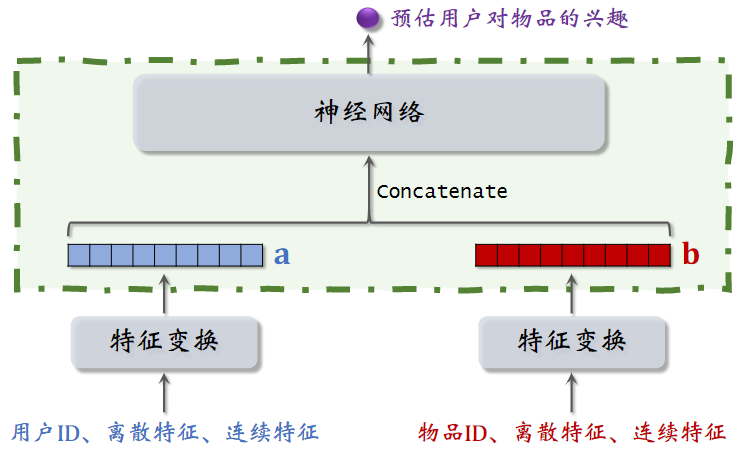 预估用户对物品的兴趣
神经网络
Concatenate
a
b
特征变换
特征变换
用户ID、离散特征、连续特征
物品ID、离散特征、连续特征